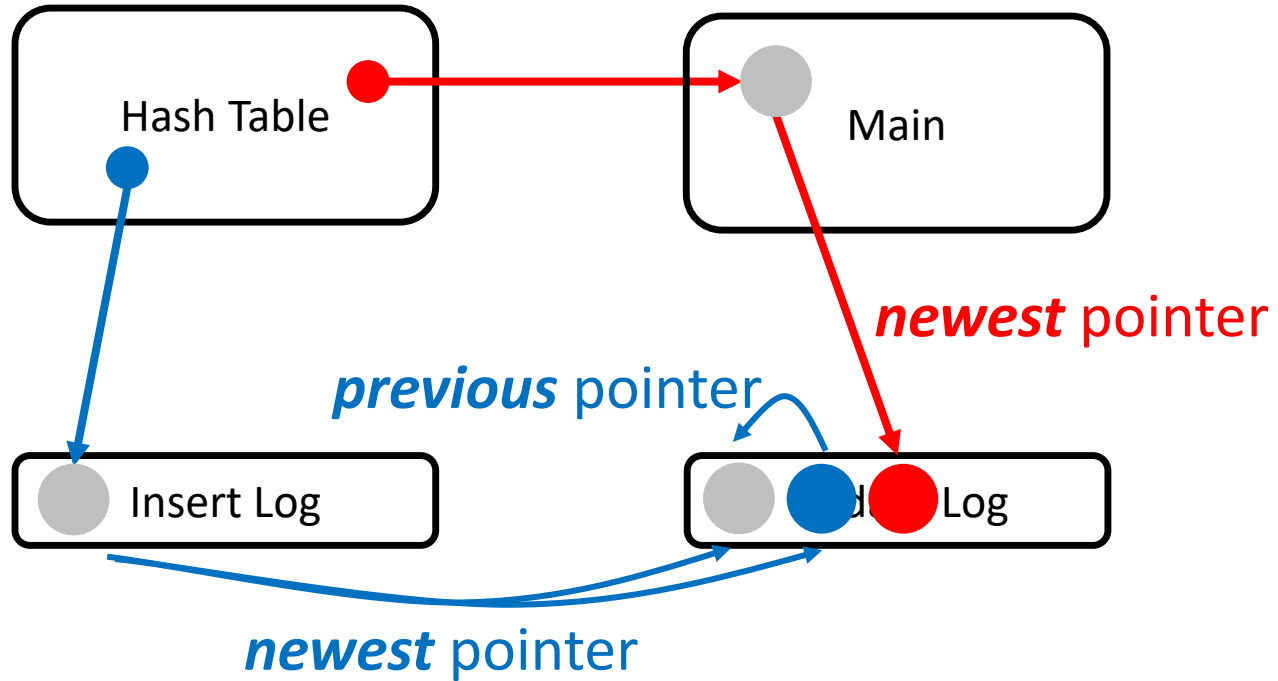 Hash Table
Main
newest pointer
previous pointer
Insert Log
Log
newest pointer